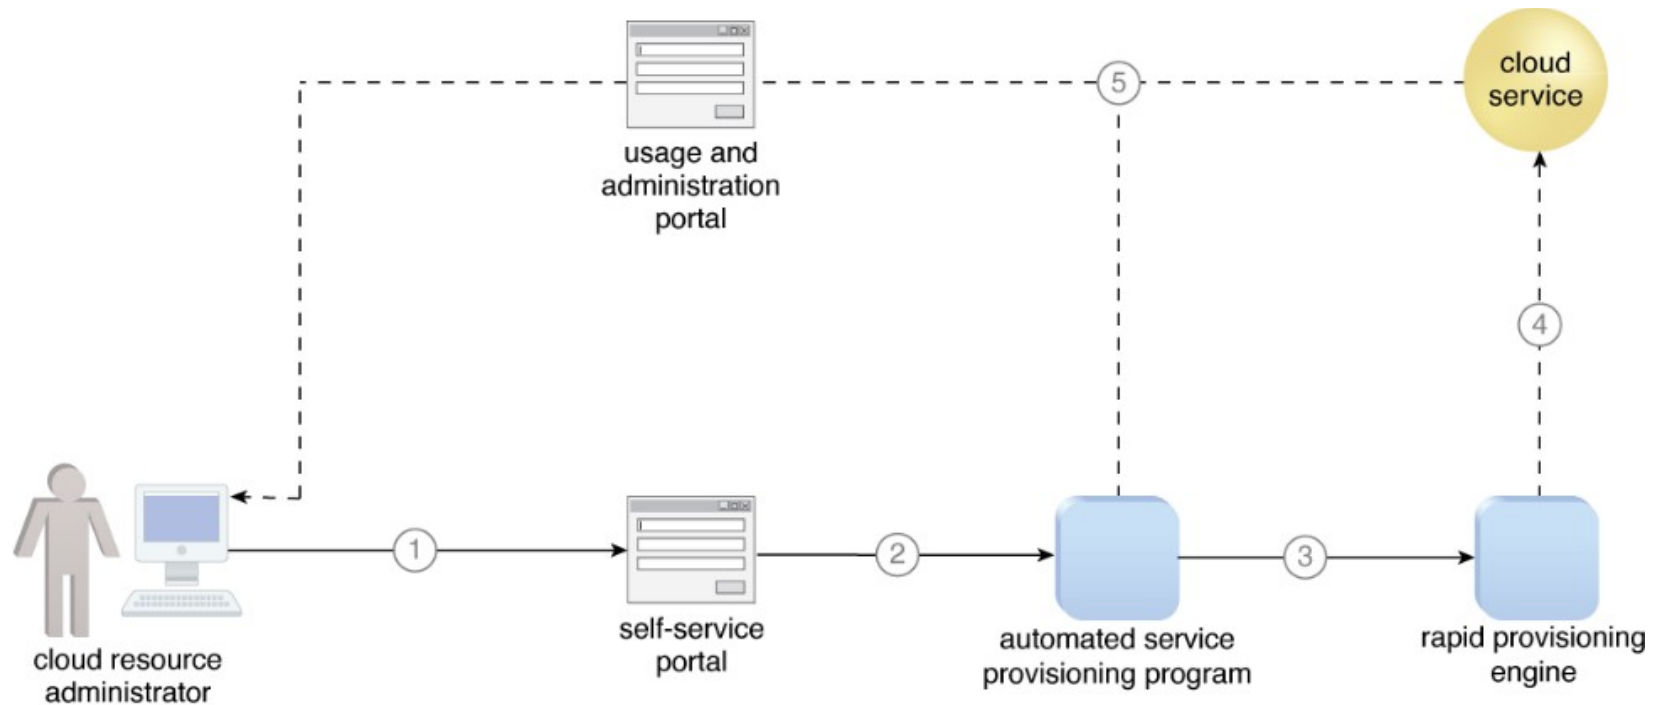 cloud
service
5
usage and
administration
portal
4
1
2
3
self-service
portal
automated service
provisioning program
rapid provisioning
engine
cloud resource
administrator